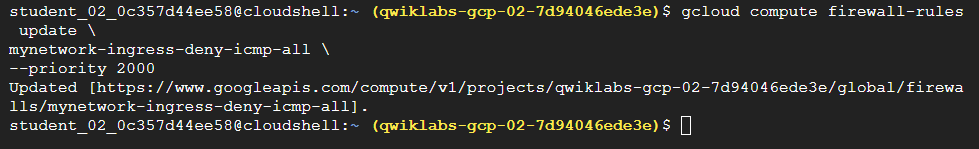 student_02_0c357d44ee58@cloudshell:~ (qwiklabs-gcp-02-7d94046ede3e)$ gcloud compute firewall-rules
 update \
mynetwork-ingress-deny-icmp-all \
--priority 2000
Updated [https://www.googleapis.com/compute/v1/projects/qwiklabs-gcp-02-7d94046ede3e/global/firewa
lls/mynetwork-ingress-deny-icmp-all].
student_02_0c357d44ee58@cloudshell:~ (qwiklabs-gcp-02-7d94046ede3e)$